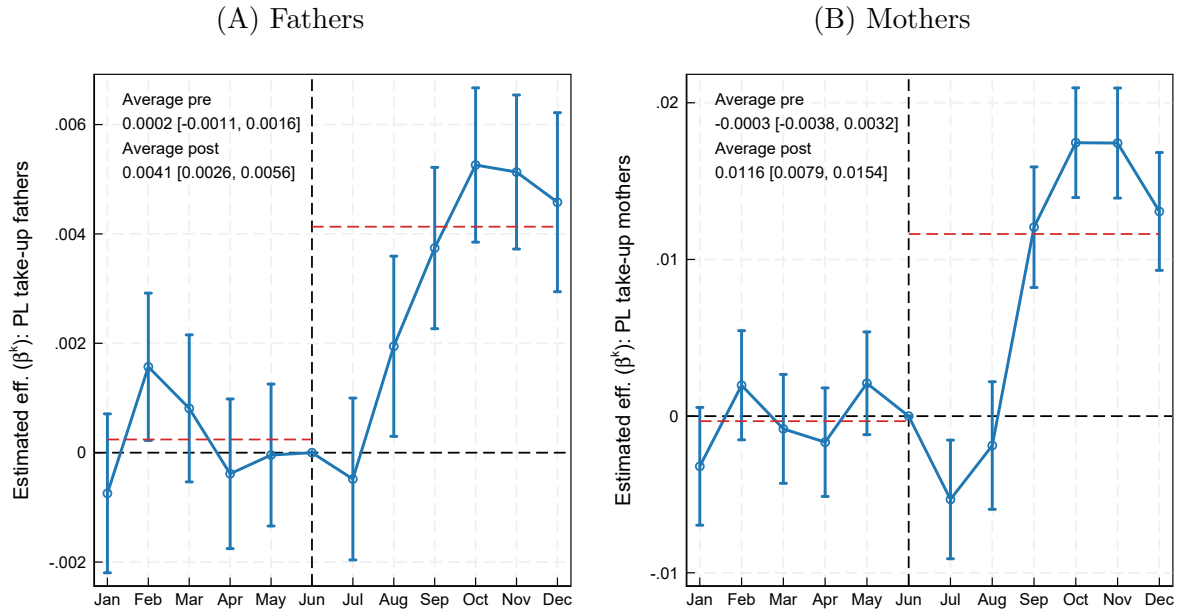 (A) Fathers
Estimated eff. (βᵏ): PL take-up fathers
Average pre
0.0002 [-0.0011, 0.0016]
Average post
0.0041 [0.0026, 0.0056]
.006
.004
.002
0
-.002
Jan Feb Mar Apr May Jun Jul Aug Sep Oct Nov Dec
(B) Mothers
Estimated eff. (βᵏ): PL take-up mothers
Average pre
-0.0003 [-0.0038, 0.0032]
Average post
0.0116 [0.0079, 0.0154]
.02
.01
0
-.01
Jan Feb Mar Apr May Jun Jul Aug Sep Oct Nov Dec